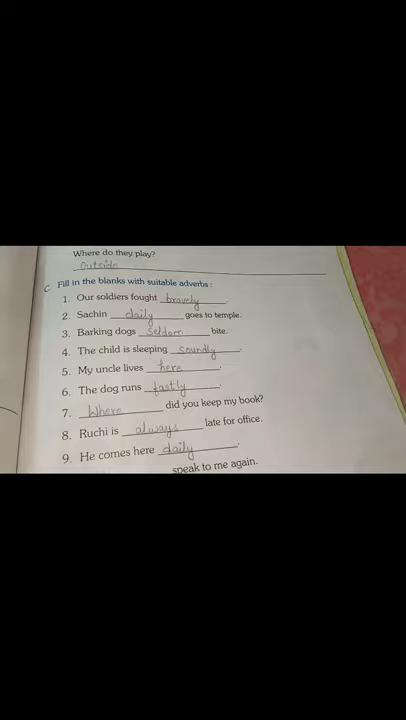 Where do they play?
Outside
C Fill in the blanks with suitable adverbs :
1. Our soldiers fought bravely.
2. Sachin daily goes to temple.
3. Barking dogs seldom bite.
4. The child is sleeping soundly.
5. My uncle lives here.
6. The dog runs fastly.
7. Where did you keep my book?
8. Ruchi is always late for office.
9. He comes here daily.
speak to me again.